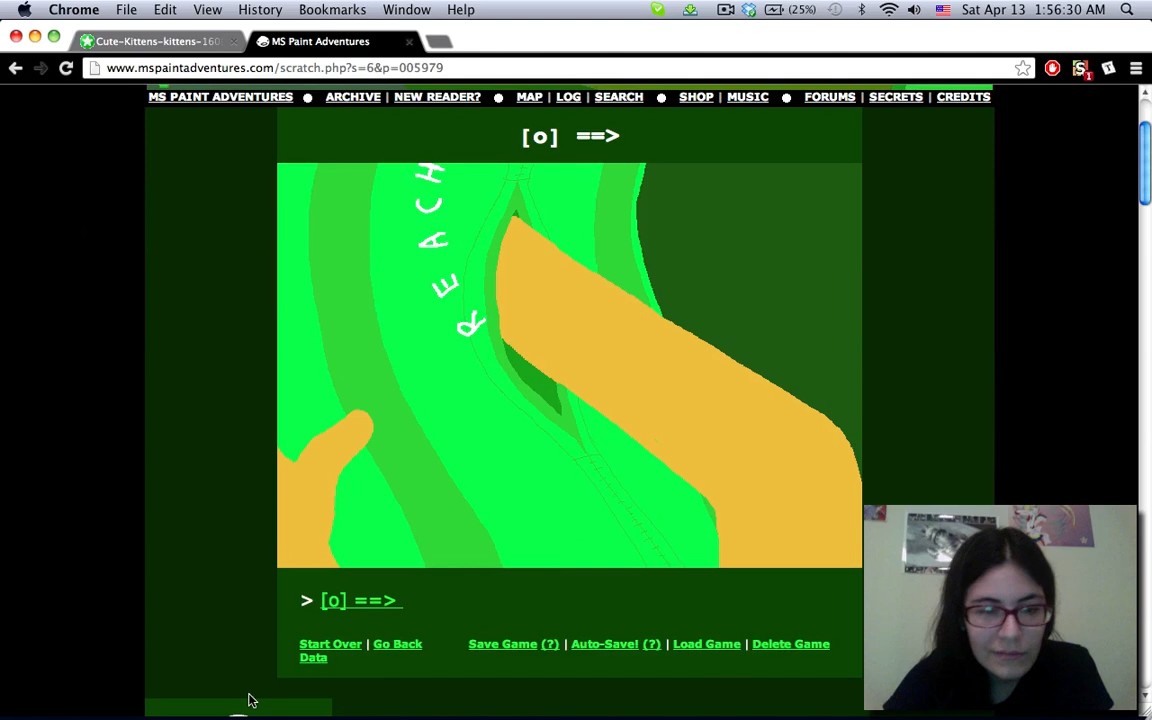 Chrome File Edit View History Bookmarks Window Help (25%) Sat Apr 13 1:56:30 AM
Cute-Kittens-kittens-160 MS Paint Adventures
www.mspaintadventures.com/scratch.php?s=6&p=005979
MS PAINT ADVENTURES ARCHIVE | NEW READER? MAP | LOG | SEARCH SHOP | MUSIC FORUMS | SECRETS | CREDITS
[o] ==>
REACH
> [o] ==>
Start Over | Go Back Save Game (?) | Auto-Save! (?) | Load Game | Delete Game
Data